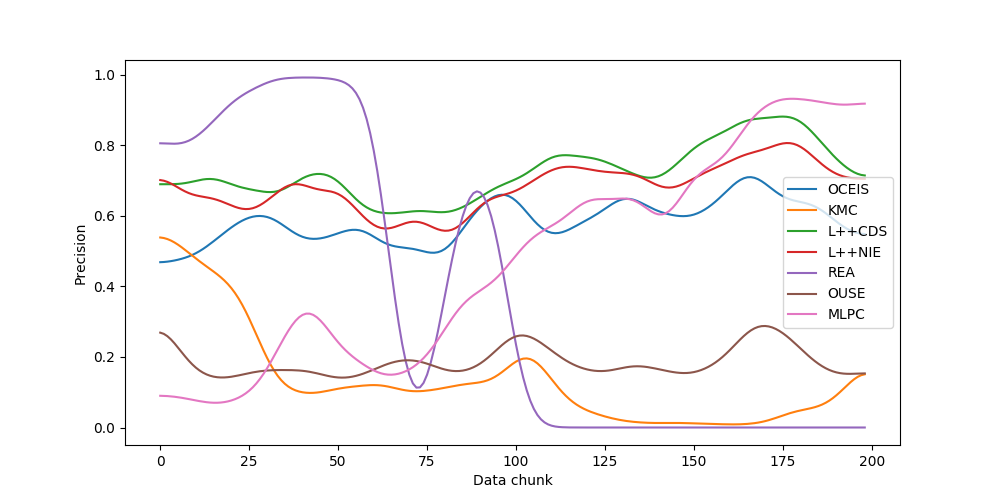 1.0
0.8
0.6
0.4
0.2
0.0
Precision
0 25 50 75 100 125 150 175 200
Data chunk
OCEIS
KMC
L++CDS
L++NIE
REA
OUSE
MLPC